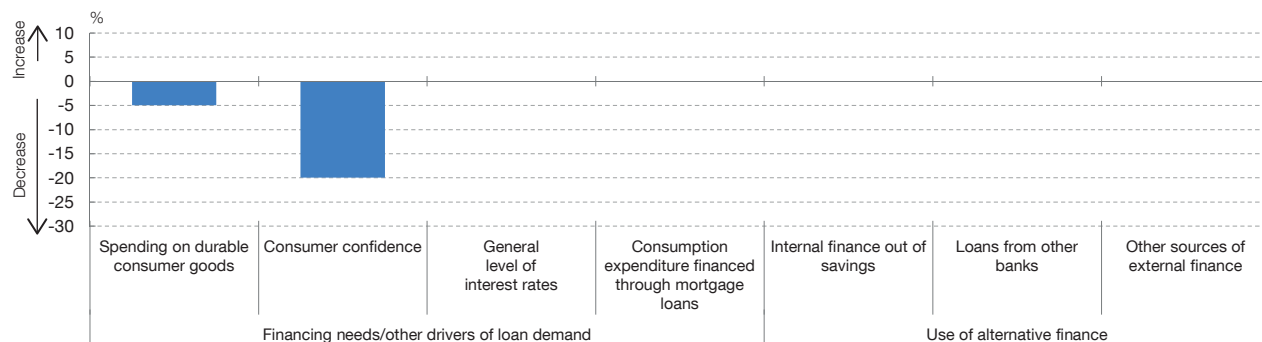 %
Increase
Decrease
10
5
0
-5
-10
-15
-20
-25
-30
Spending on durable
consumer goods
Consumer confidence
General
level of
interest rates
Consumption
expenditure financed
through mortgage
loans
Internal finance out of
savings
Loans from other
banks
Other sources of
external finance
Financing needs/other drivers of loan demand
Use of alternative finance